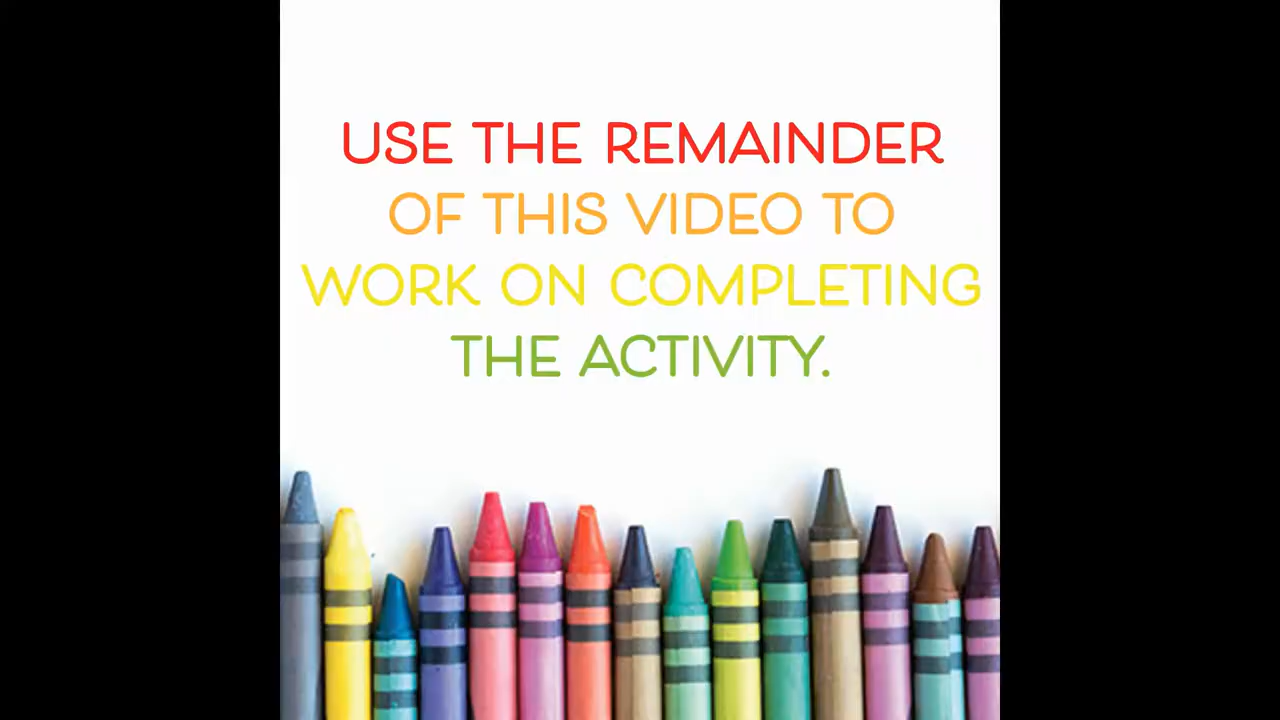 USE THE REMAINDER
OF THIS VIDEO TO
WORK ON COMPLETING
THE ACTIVITY.